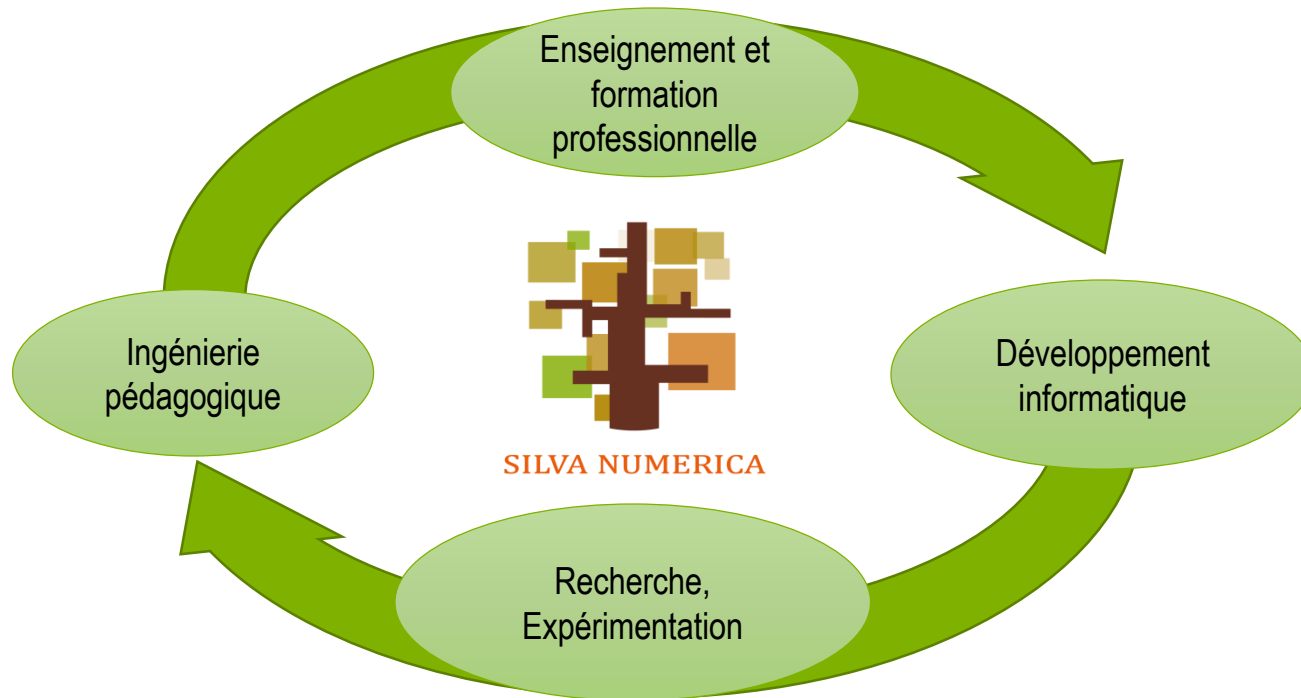 Enseignement et
formation
professionnelle
Ingénierie
pédagogique
Développement
informatique
SILVA NUMERICA
Recherche,
Expérimentation